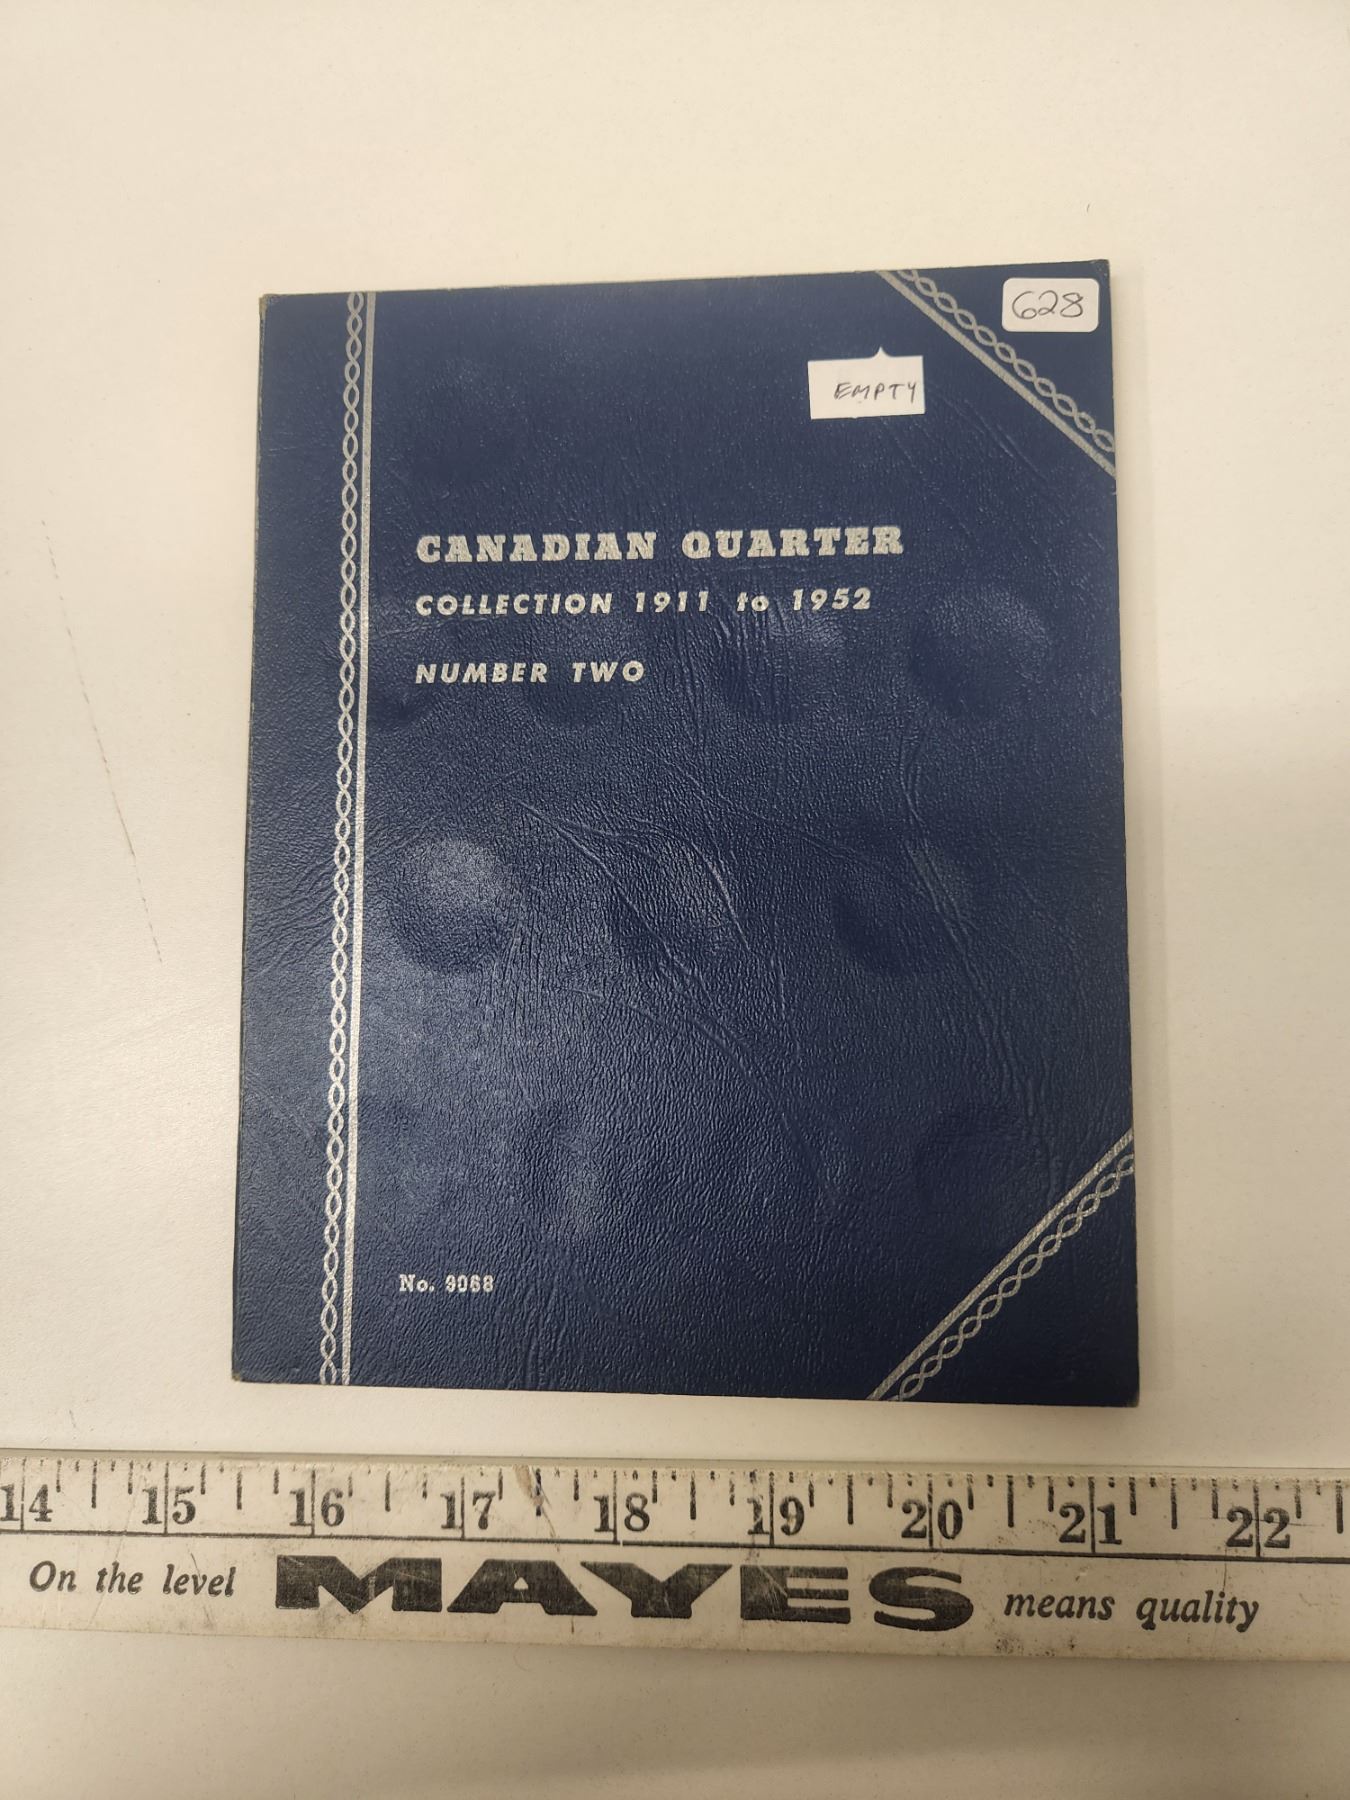 628
EMPTY
CANADIAN QUARTER
COLLECTION 1911 to 1952
NUMBER TWO
No. 9068
14 15 16 17 18 19 20 21 22
On the level MAYES means quality